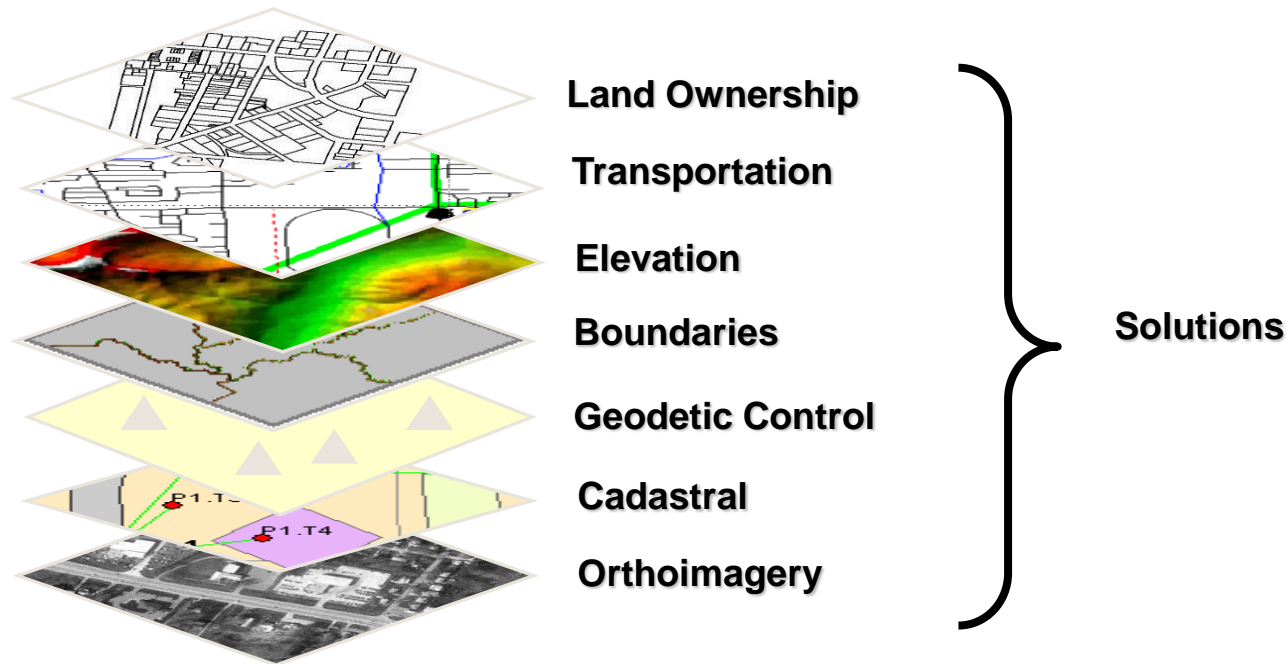 Land Ownership
Transportation
Elevation
Boundaries
Solutions
Geodetic Control
Cadastral
P1.T4
Orthoimagery